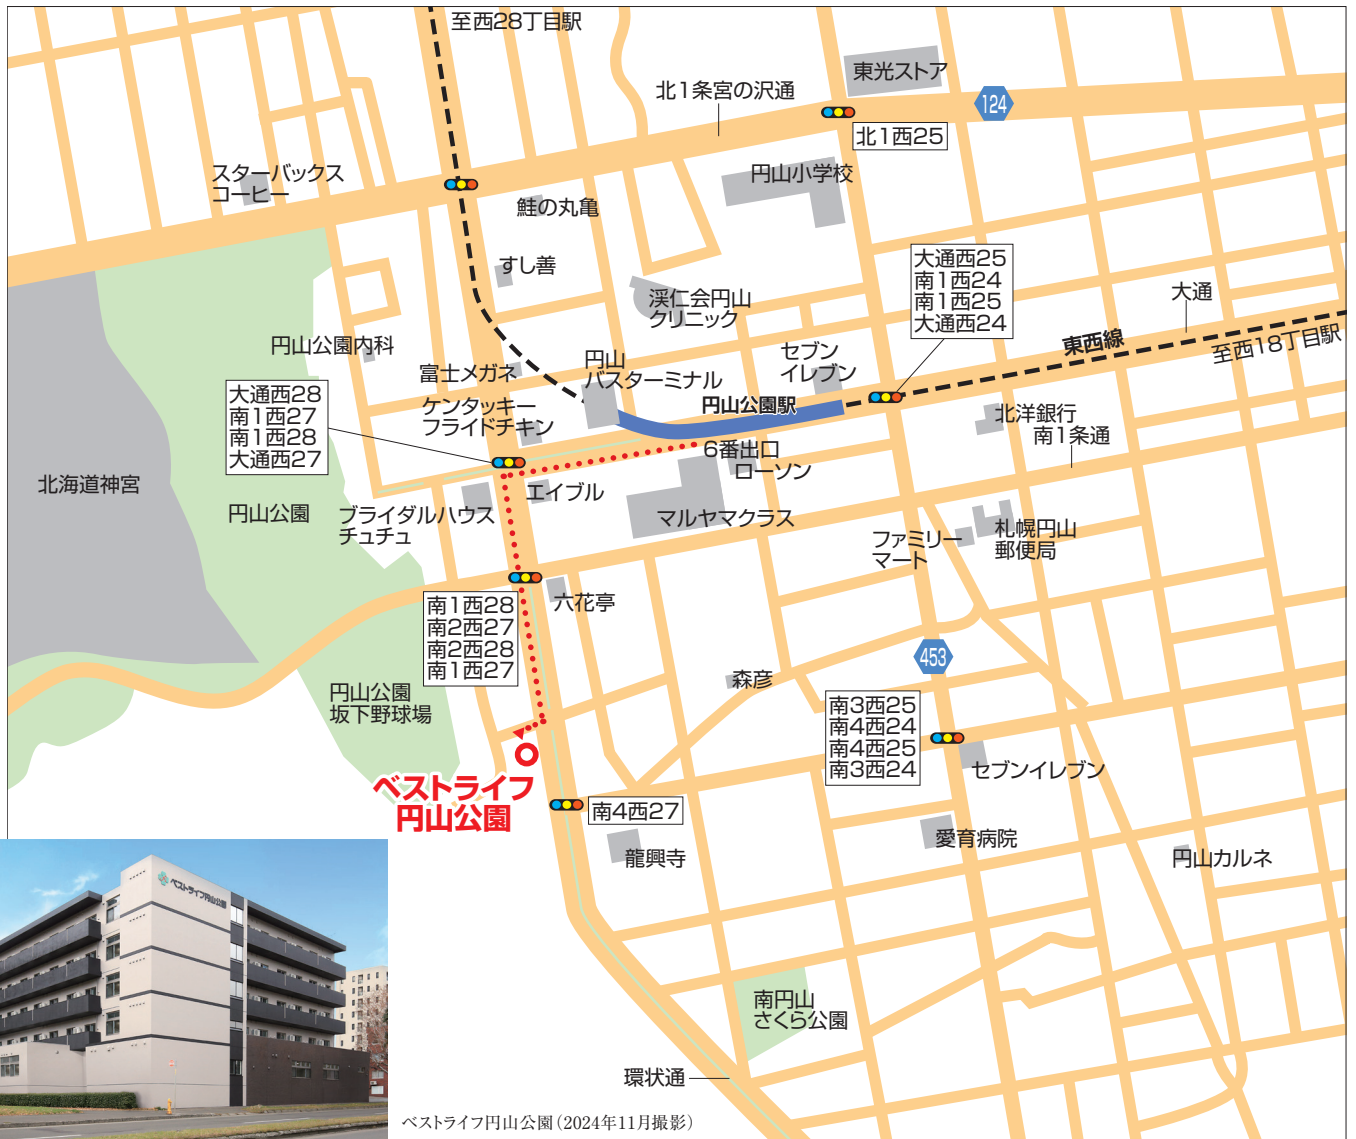 至西28丁目駅
東光ストア
北1条宮の沢通
124
北1西25
スターバックス
コーヒー
円山小学校
鮭の丸亀
すし善
大通西25
南1西24
南1西25
大通西24
渓仁会円山
クリニック
大通
東西線
至西18丁目駅
円山公園内科
富士メガネ
円山
バスターミナル
セブン
イレブン
円山公園駅
大通西28
南1西27
南1西28
大通西27
ケンタッキー
フライドチキン
北洋銀行
南1条通
6番出口
ローソン
北海道神宮
円山公園
ブライダルハウス
チュチュ
エイブル
マルヤマクラス
ファミリー
マート
札幌円山
郵便局
南1西28
南2西27
南2西28
南1西27
六花亭
453
森彦
円山公園
坂下野球場
南3西25
南4西24
南4西25
南3西24
セブンイレブン
ベストライフ
円山公園
南4西27
龍興寺
愛育病院
円山カルネ
ベストライフ円山公園
南円山
さくら公園
環状通
ベストライフ円山公園(2024年11月撮影)